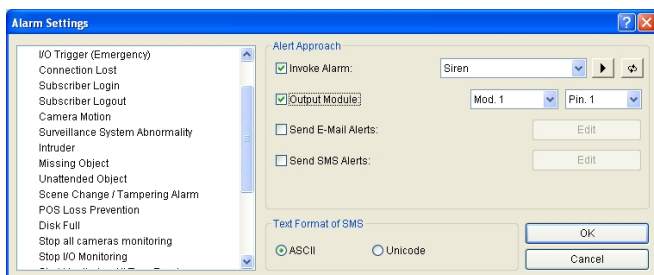 Alarm Settings
I/O Trigger (Emergency)
Connection Lost
Subscriber Login
Subscriber Logout
Camera Motion
Surveillance System Abnormality
Intruder
Missing Object
Unattended Object
Scene Change / Tampering Alarm
POS Loss Prevention
Disk Full
Stop all cameras monitoring
Stop I/O Monitoring
Alert Approach
Invoke Alarm: Siren
Output Module: Mod. 1 Pin. 1
Send E-Mail Alerts: Edit
Send SMS Alerts: Edit
Text Format of SMS
ASCII Unicode
OK
Cancel